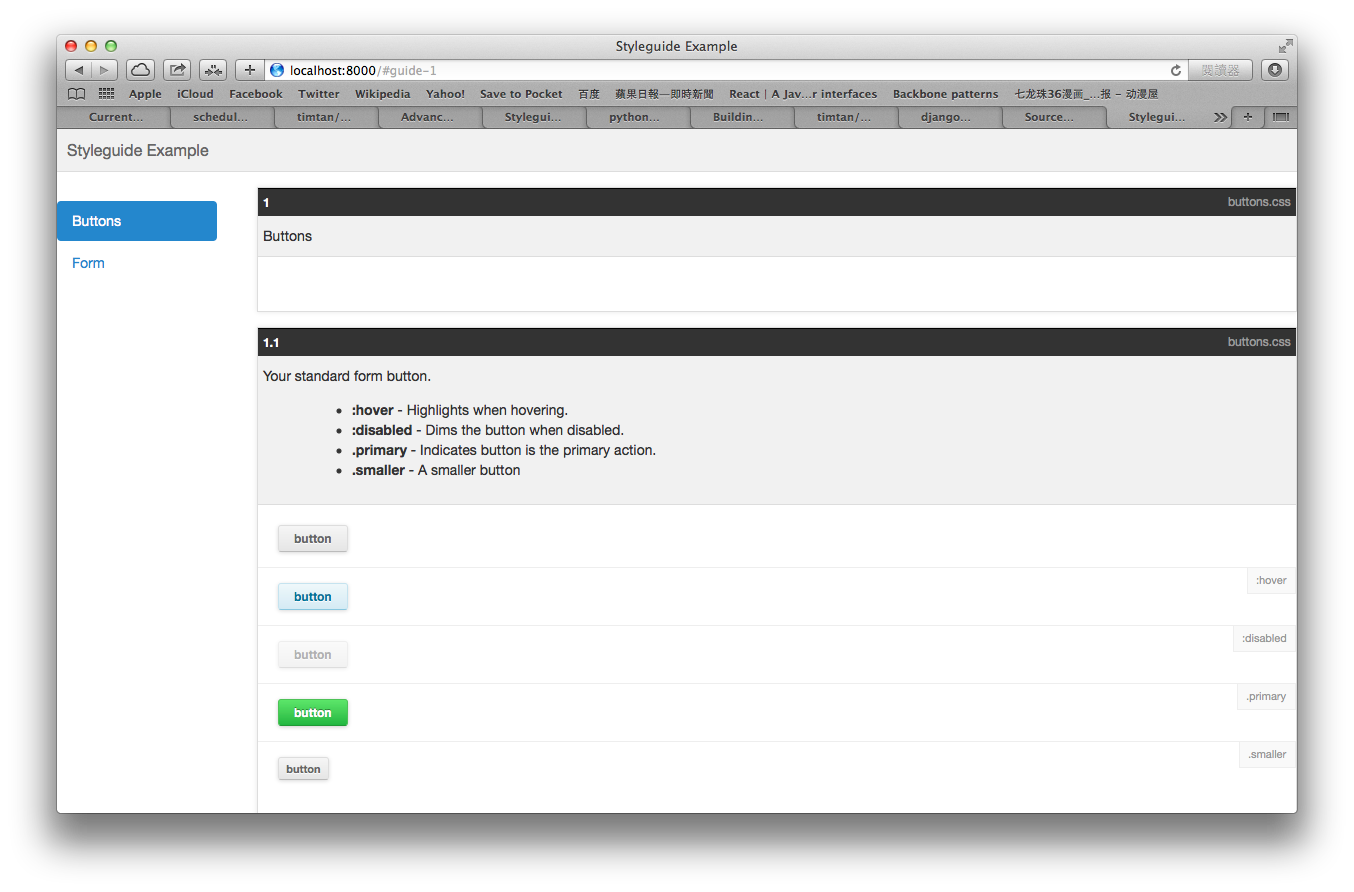 Styleguide Example
localhost:8000/#guide-1 閱讀器
Apple iCloud Facebook Twitter Wikipedia Yahoo! Save to Pocket 百度 蘋果日報—即時新聞 React | A Jav...r interfaces Backbone patterns 七龙珠36漫画_...报 - 动漫屋
Current... schedul... timtan/... Advanc... Stylegui... python... Buildin... timtan/... django... Source... Stylegui...
Styleguide Example
Buttons
Form
1 buttons.css
Buttons
1.1 buttons.css
Your standard form button.
• :hover - Highlights when hovering.
• :disabled - Dims the button when disabled.
• .primary - Indicates button is the primary action.
• .smaller - A smaller button
button
button :hover
button :disabled
button .primary
button .smaller